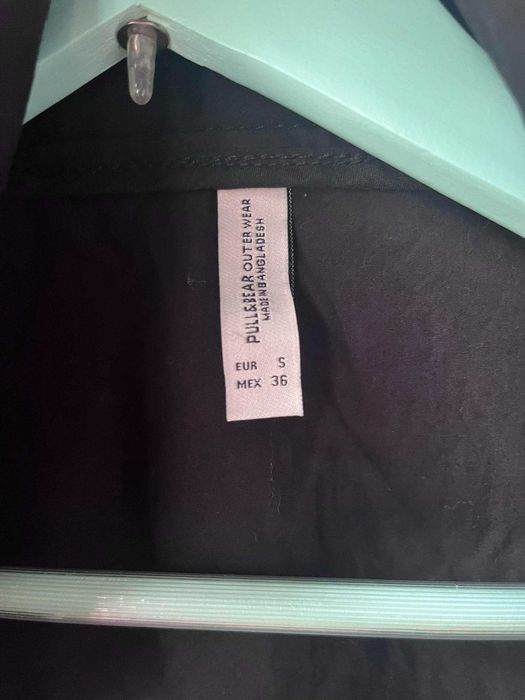 PULL&BEAR OUTER WEAR
MADE IN BANGLADESH
EUR S
MEX 36